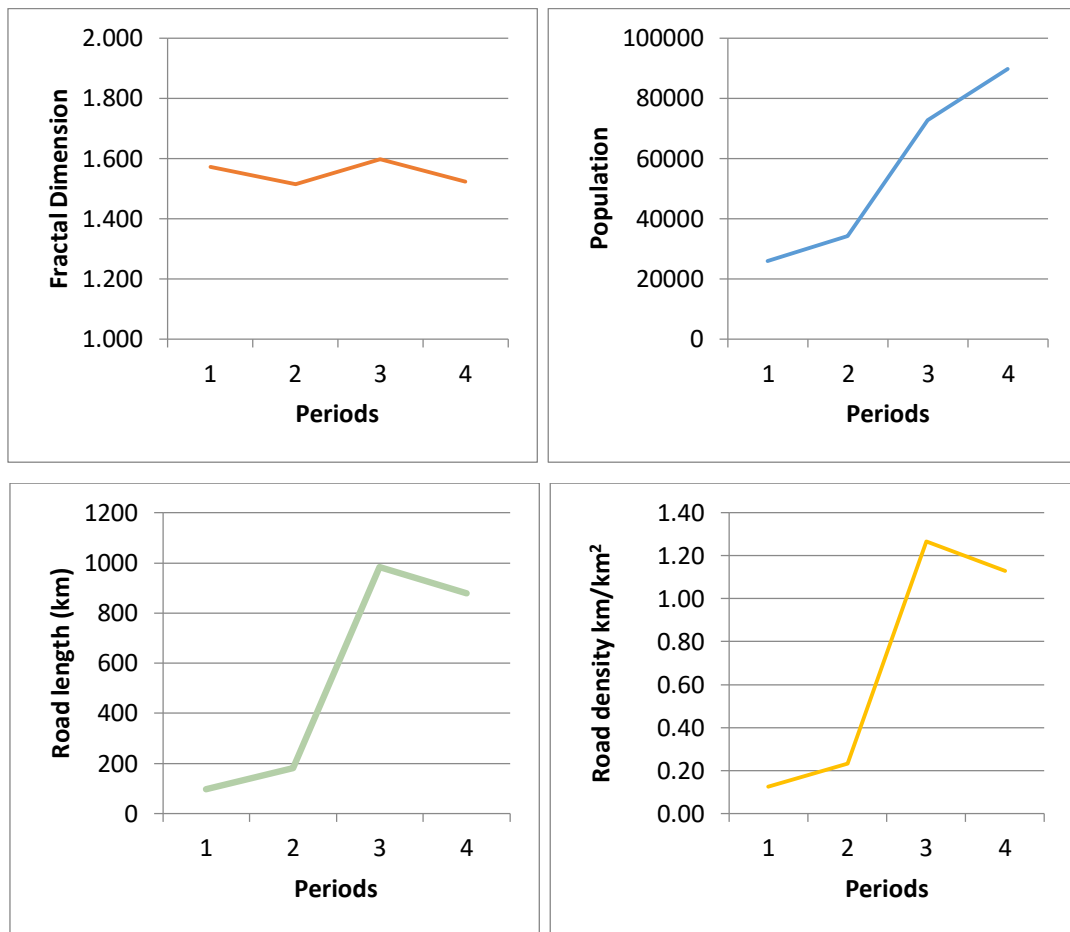 Fractal Dimension
2.000
1.800
1.600
1.400
1.200
1.000
1 2 3 4
Periods
Population
100000
80000
60000
40000
20000
0
1 2 3 4
Periods
Road length (km)
1200
1000
800
600
400
200
0
1 2 3 4
Periods
Road density km/km²
1.40
1.20
1.00
0.80
0.60
0.40
0.20
0.00
1 2 3 4
Periods